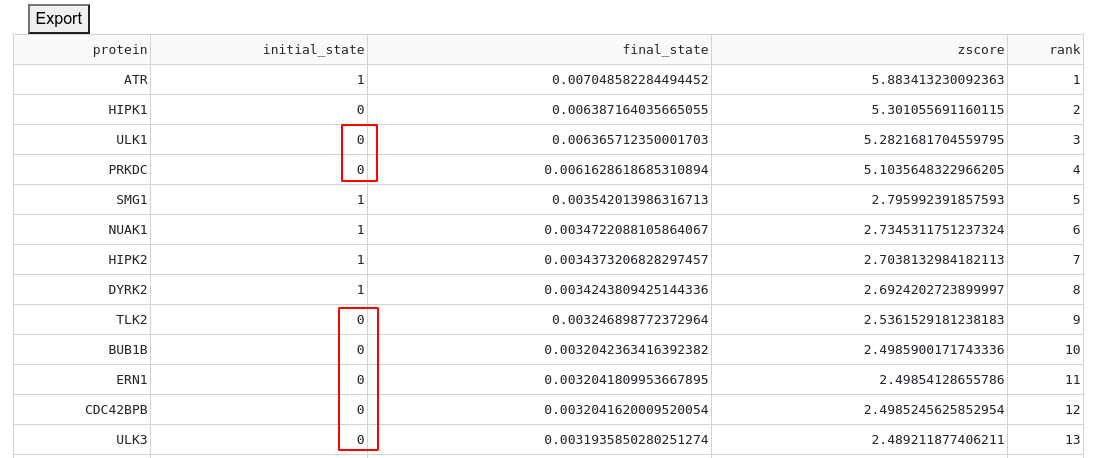 Export
protein initial_state final_state zscore rank
ATR 1 0.007048582284494452 5.883413230092363 1
HIPK1 0 0.006387164035665055 5.301055691160115 2
ULK1 0 0.006365712350001703 5.2821681704559795 3
PRKDC 0 0.0061628618685310894 5.1035648322966205 4
SMG1 1 0.003542013986316713 2.795992391857593 5
NUAK1 1 0.0034722088105864067 2.7345311751237324 6
HIPK2 1 0.0034373206828297457 2.7038132984182113 7
DYRK2 1 0.0034243809425144336 2.6924202723899997 8
TLK2 0 0.003246898772372964 2.5361529181238183 9
BUB1B 0 0.0032042363416392382 2.4985900171743336 10
ERN1 0 0.0032041809953667895 2.49854128655786 11
CDC42BPB 0 0.0032041620009520054 2.4985245625852954 12
ULK3 0 0.0031935850280251274 2.489211877406211 13